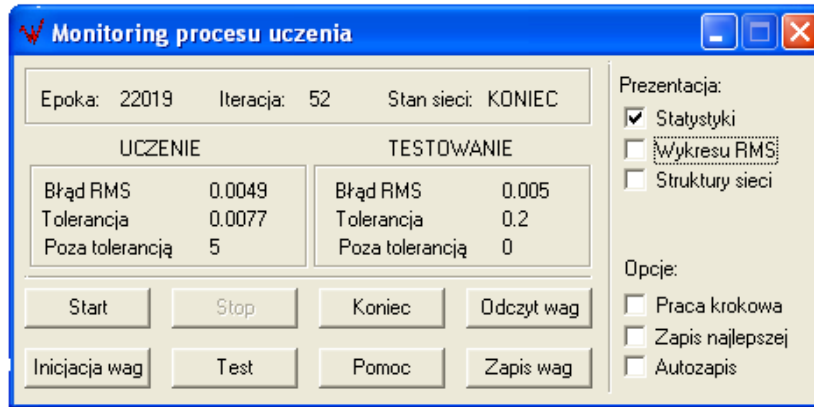 Monitoring procesu uczenia
Epoka: 22019 Iteracja: 52 Stan sieci: KONIEC
UCZENIE TESTOWANIE
Błąd RMS 0.0049 Błąd RMS 0.005
Tolerancja 0.0077 Tolerancja 0.2
Poza tolerancją 5 Poza tolerancją 0
Start Stop Koniec Odczyt wag
Inicjacja wag Test Pomoc Zapis wag
Prezentacja:
Statystyki
Wykresu RMS
Struktury sieci
Opcje:
Praca krokowa
Zapis najlepszej
Autozapis